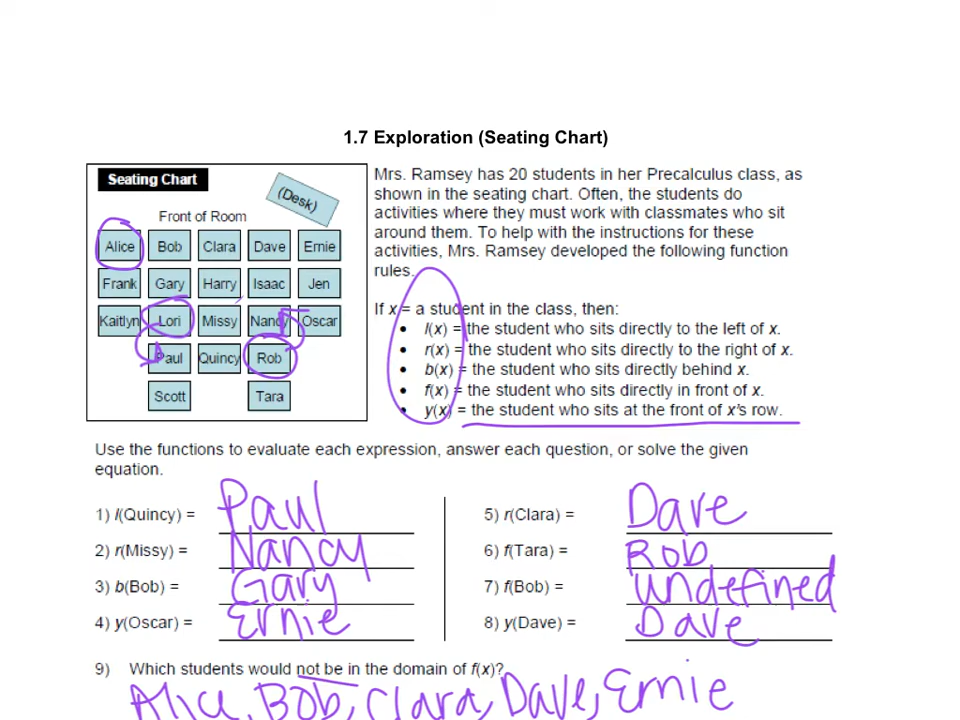 1.7 Exploration (Seating Chart)
Seating Chart
(Desk)
Front of Room
Alice Bob Clara Dave Ernie
Frank Gary Harry Isaac Jen
Kaitlyn Lori Missy Nancy Oscar
Paul Quincy Rob
Scott Tara
Mrs. Ramsey has 20 students in her Precalculus class, as
shown in the seating chart. Often, the students do
activities where they must work with classmates who sit
around them. To help with the instructions for these
activities, Mrs. Ramsey developed the following function
rules.
If x = a student in the class, then:
• l(x) = the student who sits directly to the left of x.
• r(x) = the student who sits directly to the right of x.
• b(x) = the student who sits directly behind x.
• f(x) = the student who sits directly in front of x.
• y(x) = the student who sits at the front of x's row.
Use the functions to evaluate each expression, answer each question, or solve the given
equation.
1) l(Quincy) = Paul
2) r(Missy) = Nancy
3) b(Bob) = Gary
4) y(Oscar) = Ernie
5) r(Clara) = Dave
6) f(Tara) = Rob
7) f(Bob) = undefined
8) y(Dave) = Dave
9) Which students would not be in the domain of f(x)?
Alice, Bob, Clara, Dave, Ernie